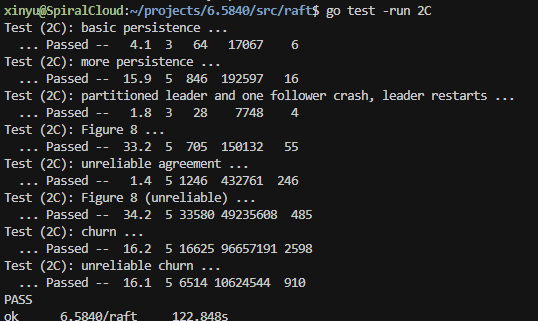 xinyu@SpiralCloud:~/projects/6.5840/src/raft$ go test -run 2C
Test (2C): basic persistence ...
  ... Passed --   4.1  3   64   17067    6
Test (2C): more persistence ...
  ... Passed --  15.9  5  846  192597   16
Test (2C): partitioned leader and one follower crash, leader restarts ...
  ... Passed --   1.8  3   28    7748    4
Test (2C): Figure 8 ...
  ... Passed --  33.2  5  705  150132   55
Test (2C): unreliable agreement ...
  ... Passed --   1.4  5 1246  432761  246
Test (2C): Figure 8 (unreliable) ...
  ... Passed --  34.2  5 33580 49235608  485
Test (2C): churn ...
  ... Passed --  16.2  5 16625 96657191 2598
Test (2C): unreliable churn ...
  ... Passed --  16.1  5 6514 10624544  910
PASS
ok      6.5840/raft     122.848s